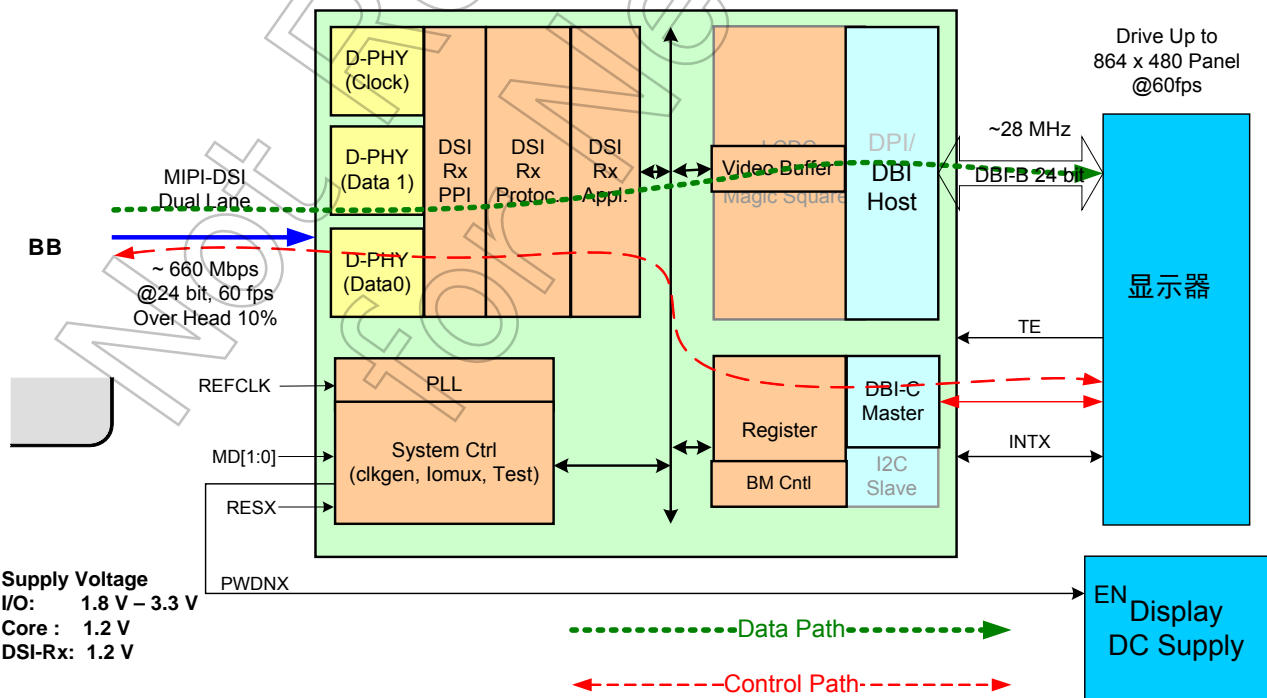 Not R
for Ne
D-PHY
(Clock)
D-PHY
(Data 1)
D-PHY
(Data0)
DSI
Rx
PPI
DSI
Rx
Protoc.
DSI
Rx
Appl.
LCDC
Video Buffer
Magic Square
DPI/
DBI
Host
Drive Up to
864 x 480 Panel
@60fps
~28 MHz
DBI-B 24 bit
MIPI-DSI
Dual Lane
BB
~ 660 Mbps
@24 bit, 60 fps
Over Head 10%
显示器
TE
REFCLK
PLL
System Ctrl
(clkgen, Iomux, Test)
MD[1:0]
RESX
Register
BM Cntl
DBI-C
Master
I2C
Slave
INTX
Supply Voltage
I/O: 1.8 V – 3.3 V
Core : 1.2 V
DSI-Rx: 1.2 V
PWDNX
EN
Display
DC Supply
Data Path
Control Path